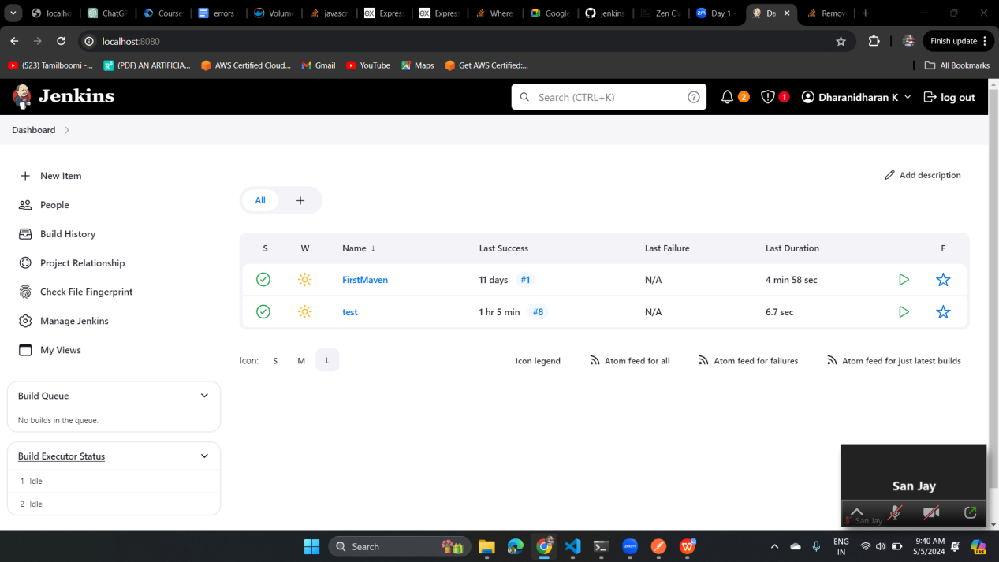 localho
ChatGP
Course
errors
Volume
javascr
Express
Express
Where
Google
jenkins
Zen Cla
Day 1 -
Da
Remov
localhost:8080
Finish update
(523) Tamilboomi -...
(PDF) AN ARTIFICIA...
AWS Certified Cloud...
Gmail
YouTube
Maps
Get AWS Certified:...
All Bookmarks
Jenkins
Search (CTRL+K)
2
1
Dharanidharan K
log out
Dashboard
New Item
People
Build History
Project Relationship
Check File Fingerprint
Manage Jenkins
My Views
Add description
All
S W Name ↓ Last Success Last Failure Last Duration F
FirstMaven 11 days #1 N/A 4 min 58 sec
test 1 hr 5 min #8 N/A 6.7 sec
Icon: S M L
Icon legend
Atom feed for all
Atom feed for failures
Atom feed for just latest builds
Build Queue
No builds in the queue.
Build Executor Status
1 Idle
2 Idle
San Jay
San Jay
Search
zoom
ENG
IN
9:40 AM
5/5/2024
PRE